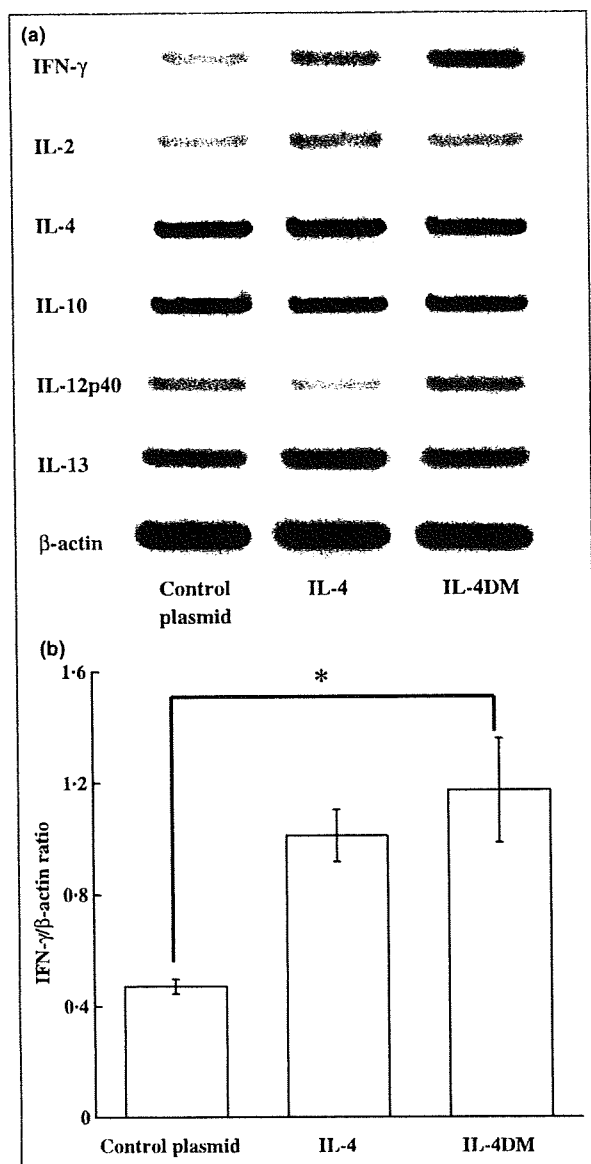 (a)
IFN-γ
IL-2
IL-4
IL-10
IL-12p40
IL-13
β-actin
Control plasmid
IL-4
IL-4DM
(b)
1·6
*
1·2
0·8
0·4
0
IFN-γ/β-actin ratio
Control plasmid
IL-4
IL-4DM